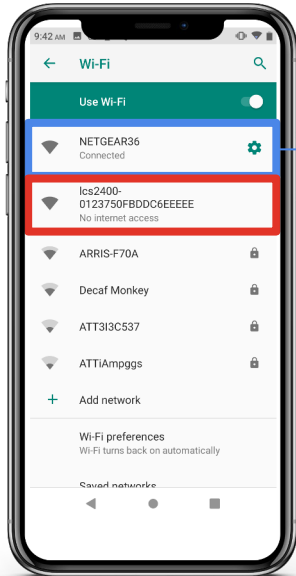 9:42 AM
Wi-Fi
Use Wi-Fi
NETGEAR36
Connected
lcs2400-
0123750FBDDC6EEEEE
No internet access
ARRIS-F70A
Decaf Monkey
ATT3I3C537
ATTiAmpggs
Add network
Wi-Fi preferences
Wi-Fi turns back on automatically
Saved networks